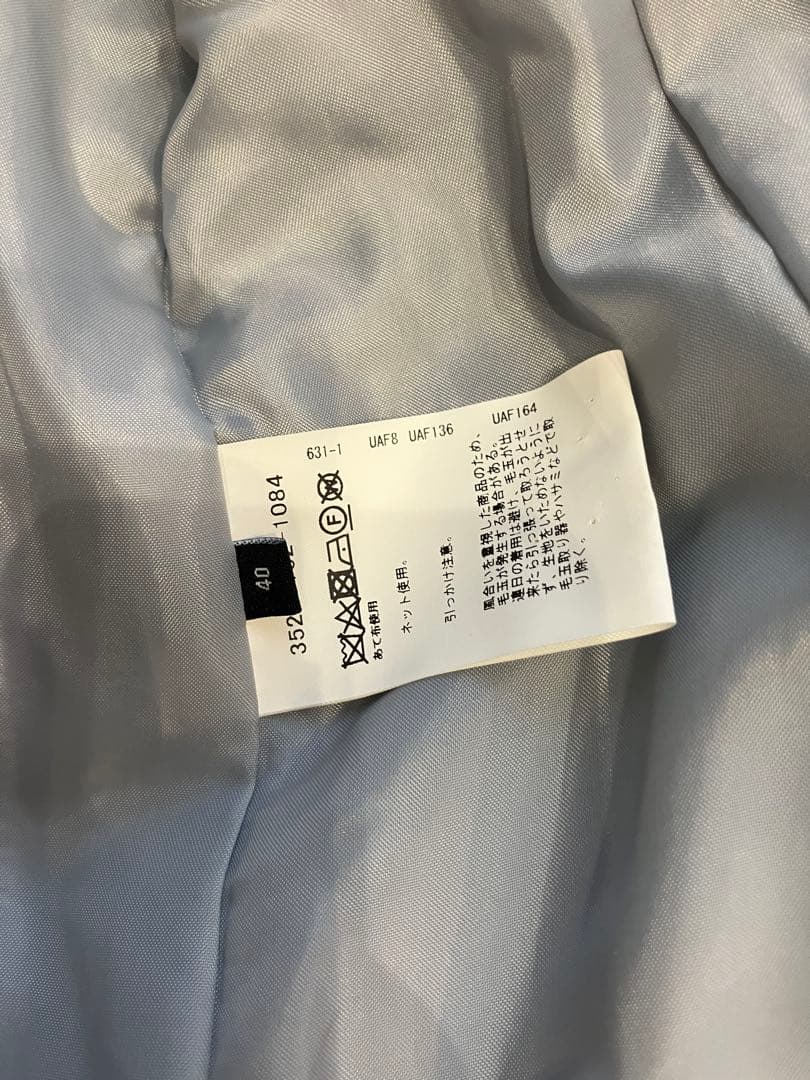 40
352
-1084
631-1
UAF8 UAF136
UAF164
F
あて布使用
ネット使用。
引っかけ注意。
風合いを重視した商品のため、
毛玉が発生する場合がある。
連日の着用は避け、毛玉が出
来たら引っ張って取ろうとせ
ず、生地をいためないように
毛玉取り器やハサミなどで取
り除く。